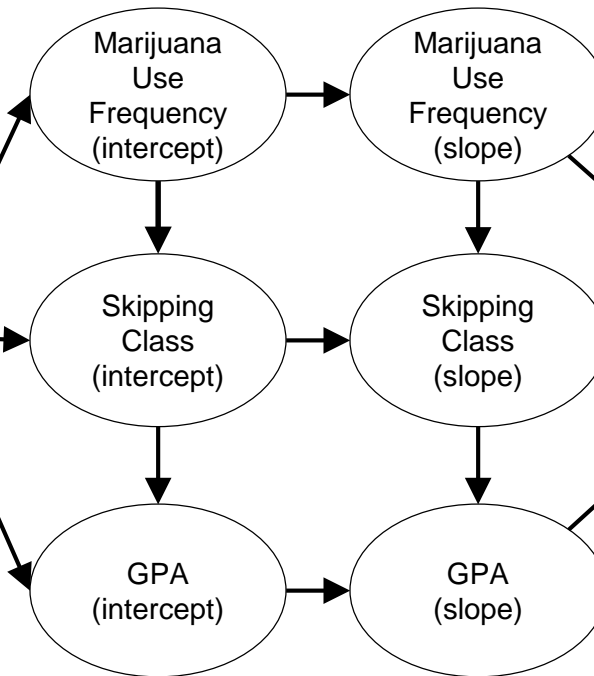 Marijuana
Use
Frequency
(intercept)
Marijuana
Use
Frequency
(slope)
Skipping
Class
(intercept)
Skipping
Class
(slope)
GPA
(intercept)
GPA
(slope)